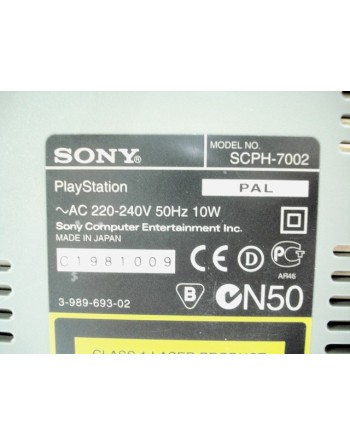 SONY®
MODEL NO.
SCPH-7002
PlayStation
PAL
～AC 220-240V 50Hz 10W
Sony Computer Entertainment Inc.
MADE IN JAPAN
C1981009
CE D PCT
AR46
3-989-693-02
B N50
CLASS 1 LASER PRODUCT